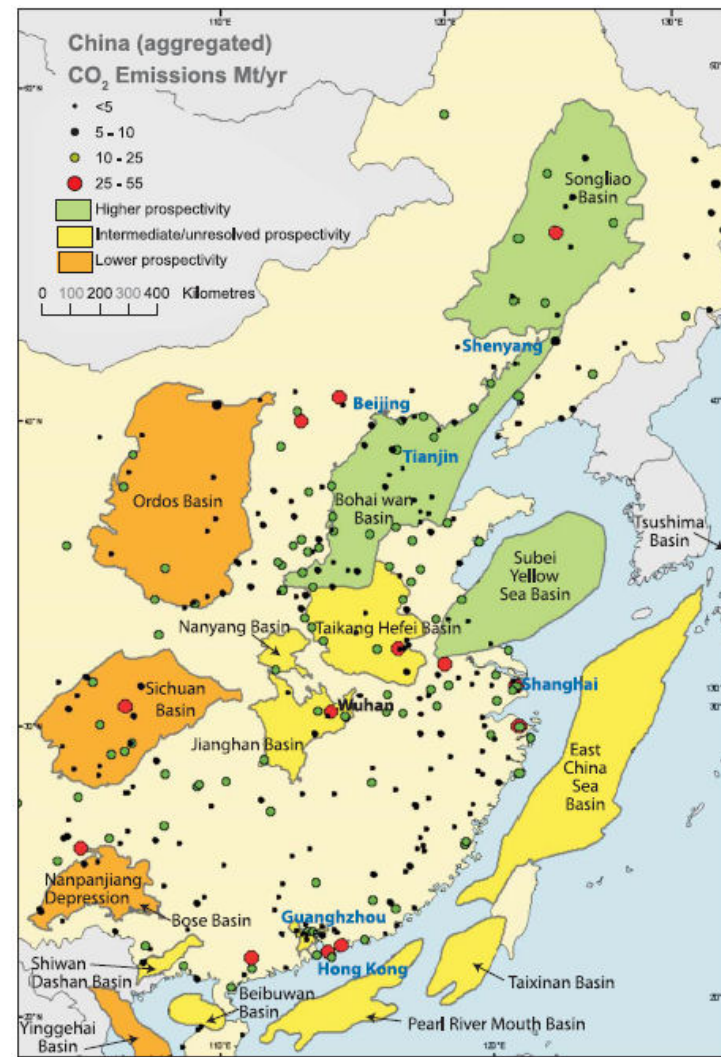 110°E
120°E
130°E
China (aggregated)
CO2 Emissions Mt/yr
<5
5 - 10
10 - 25
25 - 55
Higher prospectivity
Intermediate/unresolved prospectivity
Lower prospectivity
0 100 200 300 400 Kilometres
Songliao
Basin
Shenyang
Beijing
Tianjin
Ordos Basin
Bohai wan
Basin
Tsushima
Basin
Subei
Yellow
Sea Basin
Nanyang Basin
Taikang Hefei Basin
Sichuan
Basin
Wuhan
Shanghai
Jianghan Basin
East
China
Sea
Basin
Nanpanjiang
Depression
Bose Basin
Guanghzhou
Hong Kong
Shiwan
Dashan Basin
Beibuwan
Basin
Taixinan Basin
Pearl River Mouth Basin
Yinggehai
Basin
110°E
120°E